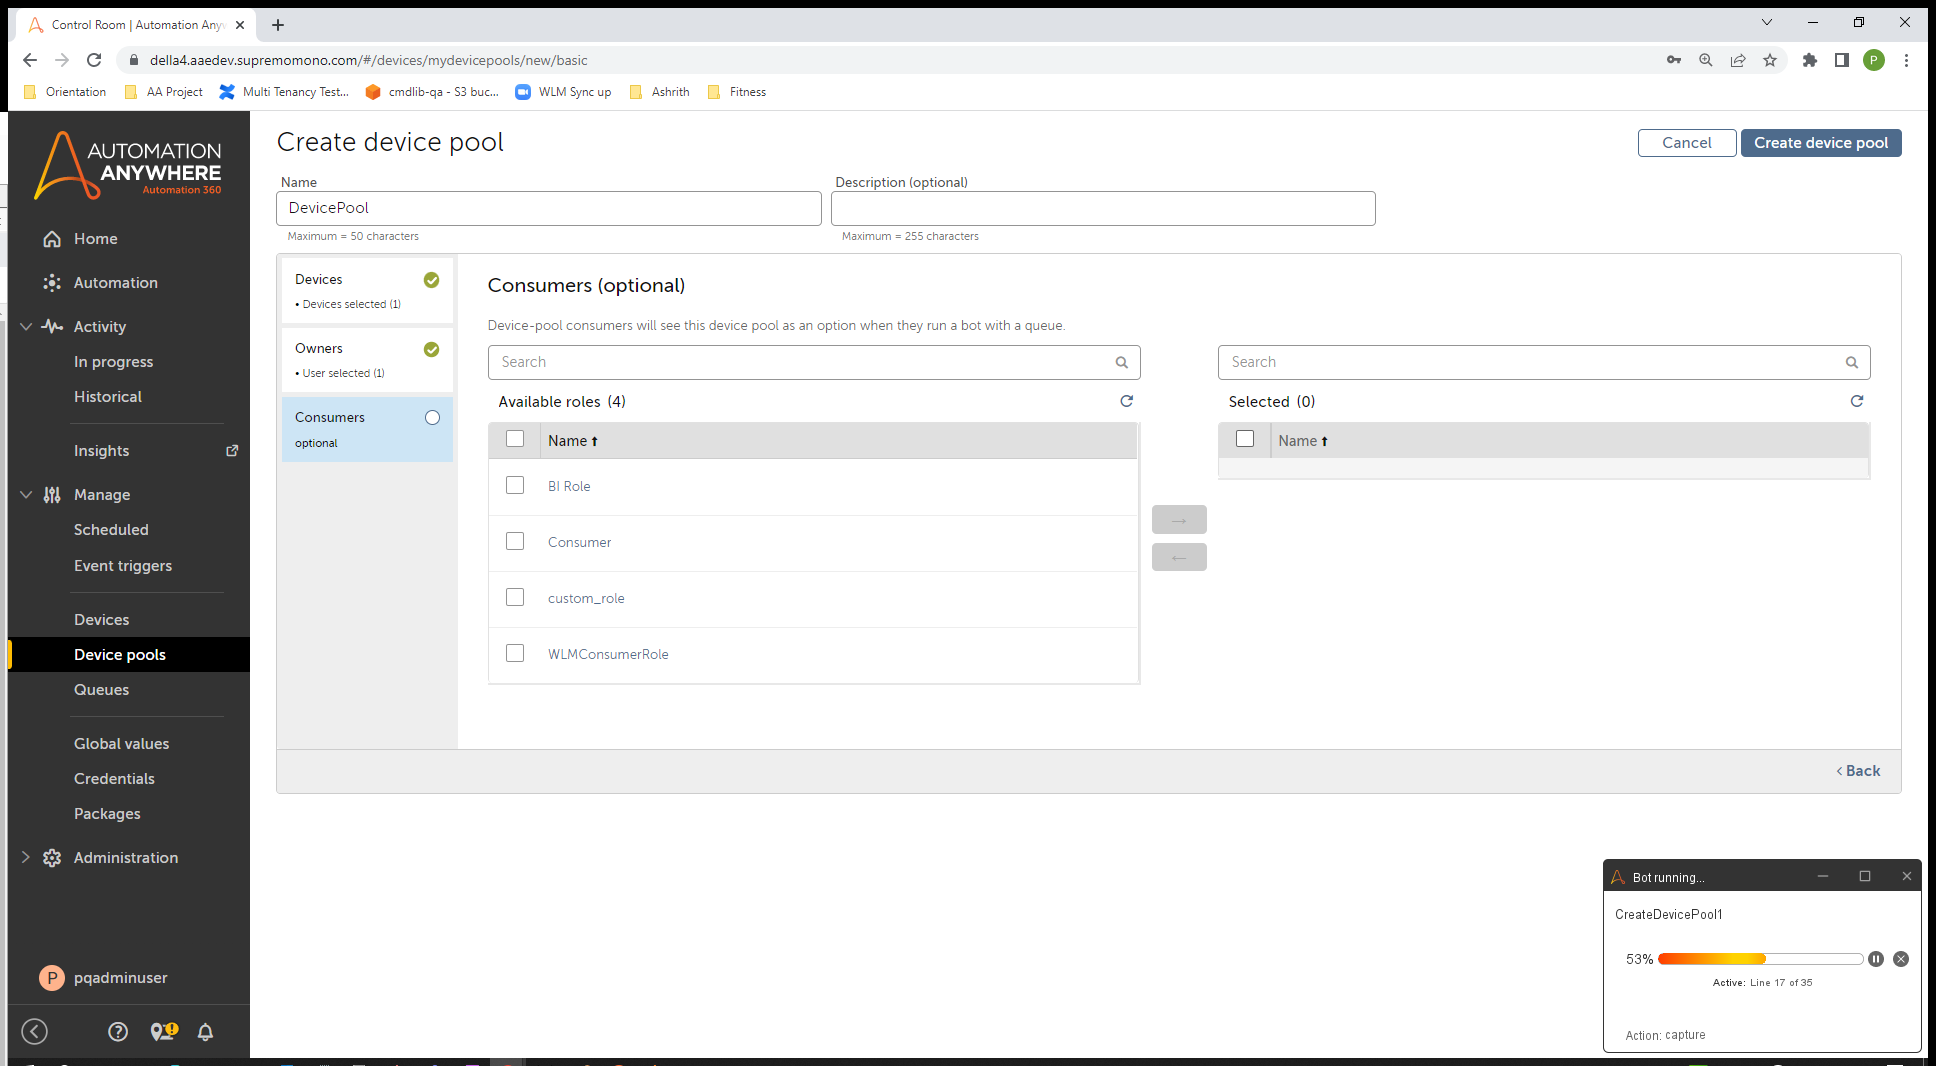 Control Room | Automation Any
della4.aaedev.supremomono.com/#/devices/mydevicepools/new/basic
P
Orientation
AA Project
Multi Tenancy Test...
cmdlib-qa - S3 buc...
WLM Sync up
Ashrith
Fitness
AUTOMATION
ANYWHERE
Automation 360
Home
Automation
Activity
In progress
Historical
Insights
Manage
Scheduled
Event triggers
Devices
Device pools
Queues
Global values
Credentials
Packages
Administration
P pqadminuser
Create device pool
Cancel
Create device pool
Name
DevicePool
Maximum = 50 characters
Description (optional)
Maximum = 255 characters
Devices
• Devices selected (1)
Owners
• User selected (1)
Consumers
optional
Consumers (optional)
Device-pool consumers will see this device pool as an option when they run a bot with a queue.
Search
Available roles (4)
Name
BI Role
Consumer
custom_role
WLMConsumerRole
→
←
Search
Selected (0)
Name
‹ Back
Bot running...
CreateDevicePool1
53%
Active: Line 17 of 35
Action: capture